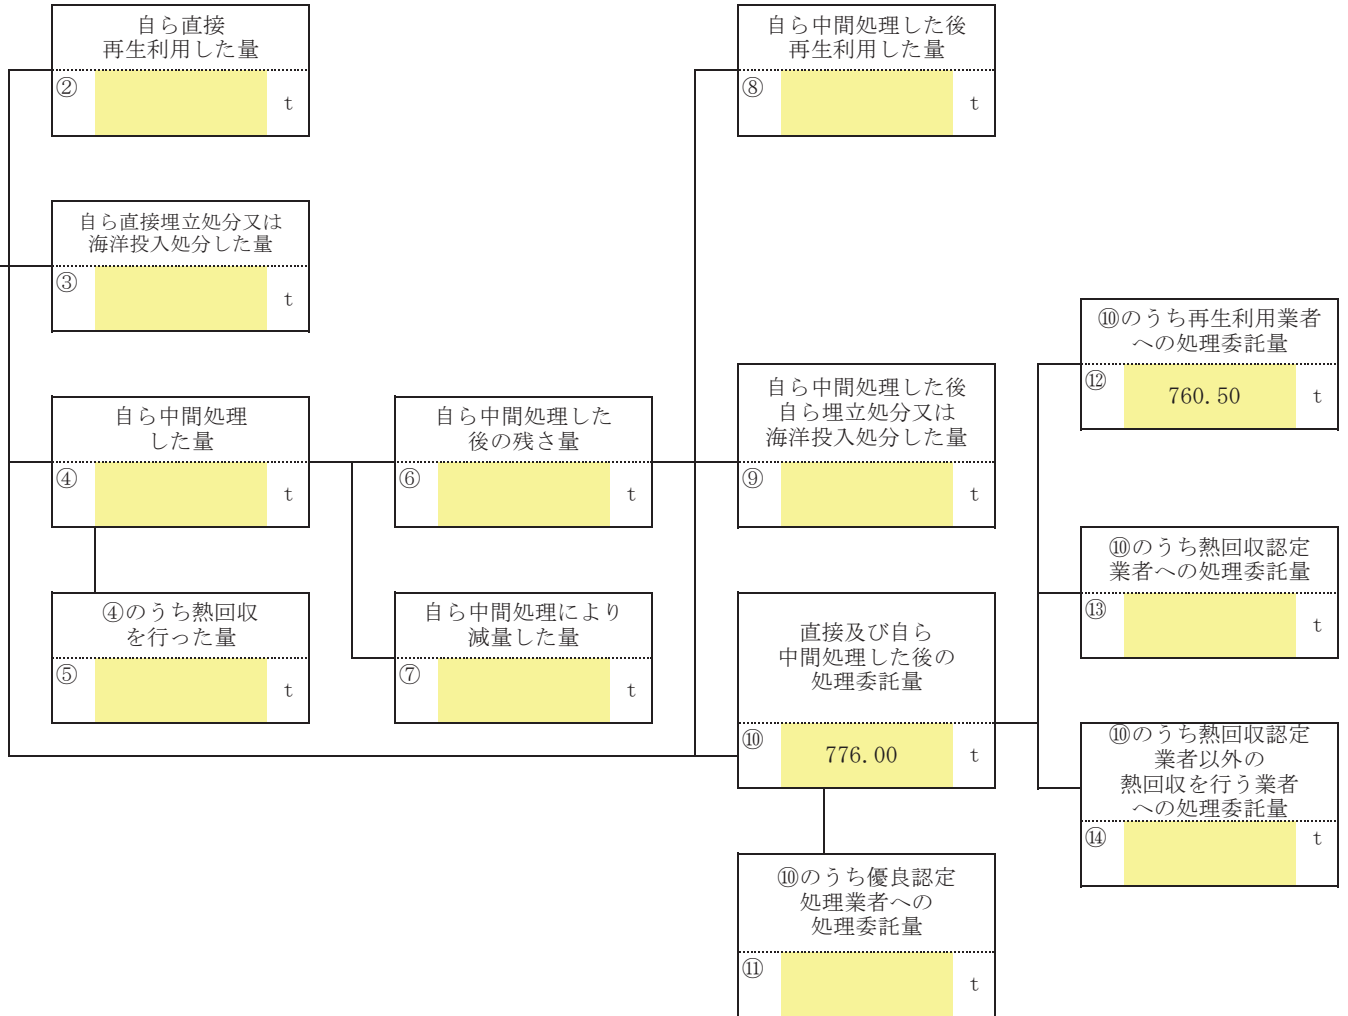 自ら直接
再生利用した量
②
t
自ら中間処理した後
再生利用した量
⑧
t
自ら直接埋立処分又は
海洋投入処分した量
③
t
⑩のうち再生利用業者
への処理委託量
⑫
760.50
t
自ら中間処理
した量
④
t
自ら中間処理した
後の残さ量
⑥
t
自ら中間処理した後
自ら埋立処分又は
海洋投入処分した量
⑨
t
⑩のうち熱回収認定
業者への処理委託量
⑬
t
④のうち熱回収
を行った量
⑤
t
自ら中間処理により
減量した量
⑦
t
直接及び自ら
中間処理した後の
処理委託量
⑩
776.00
t
⑩のうち熱回収認定
業者以外の
熱回収を行う業者
への処理委託量
⑭
t
⑩のうち優良認定
処理業者への
処理委託量
⑪
t